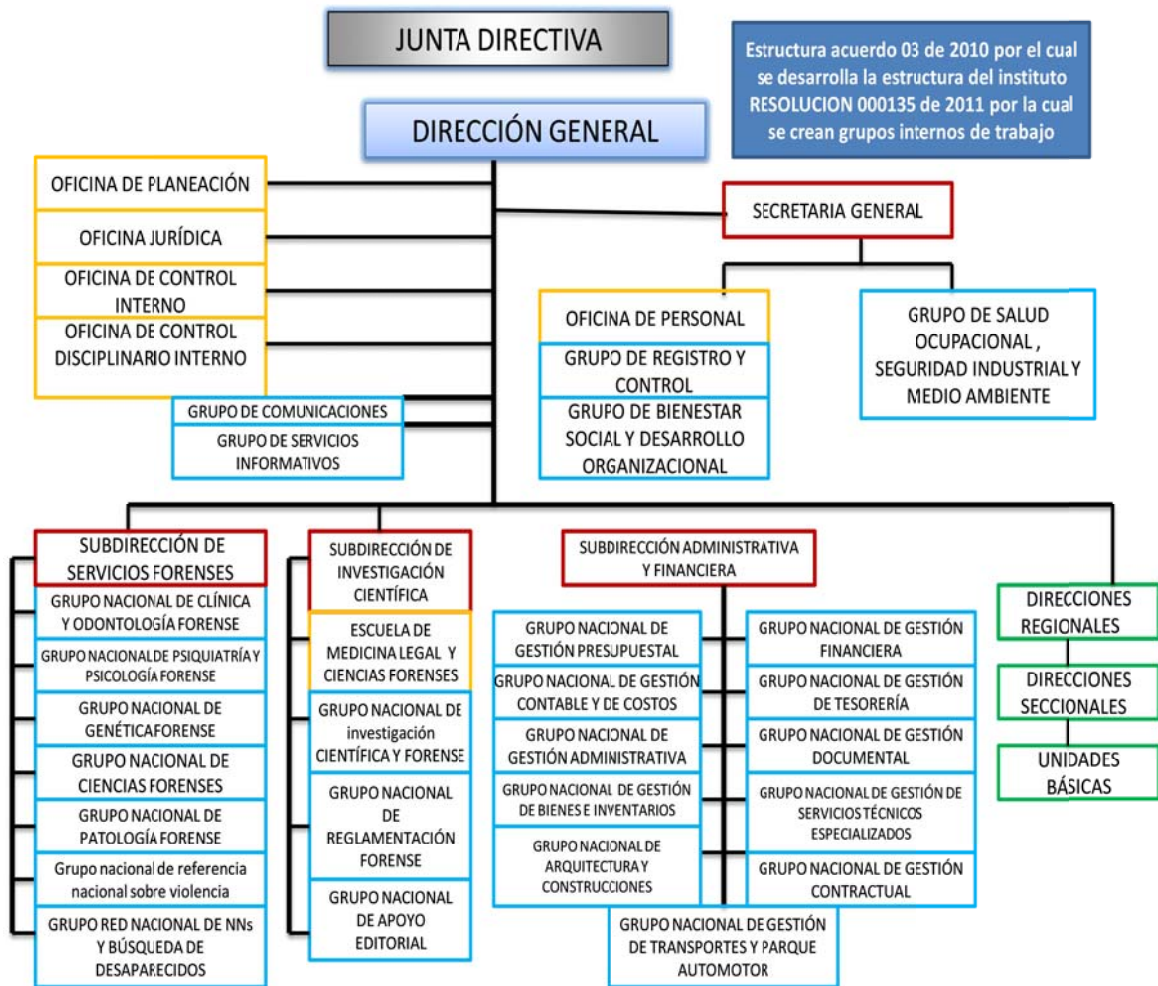 JUNTA DIRECTIVA
Estructura acuerdo 03 de 2010 por el cual
se desarrolla la estructura del instituto
RESOLUCION 000135 de 2011 por la cual
se crean grupos internos de trabajo
DIRECCIÓN GENERAL
OFICINA DE PLANEACIÓN
OFICINA JURÍDICA
OFICINA DE CONTROL
INTERNO
OFICINA DE CONTROL
DISCIPLINARIO INTERNO
GRUPO DE COMUNICACIONES
GRUPO DE SERVICIOS
INFORMATIVOS
SECRETARIA GENERAL
OFICINA DE PERSONAL
GRUPO DE REGISTRO Y
CONTROL
GRUPO DE BIENESTAR
SOCIAL Y DESARROLLO
ORGANIZACIONAL
GRUPO DE SALUD
OCUPACIONAL ,
SEGURIDAD INDUSTRIAL Y
MEDIO AMBIENTE
SUBDIRECCIÓN DE
SERVICIOS FORENSES
GRUPO NACIONAL DE CLÍNICA
Y ODONTOLOGÍA FORENSE
GRUPO NACIONAL DE PSIQUIATRÍA Y
PSICOLOGÍA FORENSE
GRUPO NACIONAL DE
GENÉTICA FORENSE
GRUPO NACIONAL DE
CIENCIAS FORENSES
GRUPO NACIONAL DE
PATOLOGÍA FORENSE
Grupo nacional de referencia
nacional sobre violencia
GRUPO RED NACIONAL DE NNs
Y BÚSQUEDA DE
DESAPARECIDOS
SUBDIRECCIÓN DE
INVESTIGACIÓN
CIENTÍFICA
ESCUELA DE
MEDICINA LEGAL Y
CIENCIAS FORENSES
GRUPO NACIONAL DE
investigación
CIENTÍFICA Y FORENSE
GRUPO NACIONAL
DE
REGLAMENTACIÓN
FORENSE
GRUPO NACIONAL
DE APOYO
EDITORIAL
SUBDIRECCIÓN ADMINISTRATIVA
Y FINANCIERA
GRUPO NACIONAL DE
GESTIÓN PRESUPUESTAL
GRUPO NACIONAL DE GESTIÓN
CONTABLE Y DE COSTOS
GRUPO NACIONAL DE
GESTIÓN ADMINISTRATIVA
GRUPO NACIONAL DE GESTIÓN
DE BIENES E INVENTARIOS
GRUPO NACIONAL DE
ARQUITECTURA Y
CONSTRUCCIONES
GRUPO NACIONAL DE GESTIÓN
FINANCIERA
GRUPO NACIONAL DE GESTIÓN
DE TESORERÍA
GRUPO NACIONAL DE GESTIÓN
DOCUMENTAL
GRUPO NACIONAL DE GESTIÓN DE
SERVICIOS TÉCNICOS
ESPECIALIZADOS
GRUPO NACIONAL DE GESTIÓN
CONTRACTUAL
GRUPO NACIONAL DE GESTIÓN
DE TRANSPORTES Y PARQUE
AUTOMOTOR
DIRECCIONES
REGIONALES
DIRECCIONES
SECCIONALES
UNIDADES
BÁSICAS